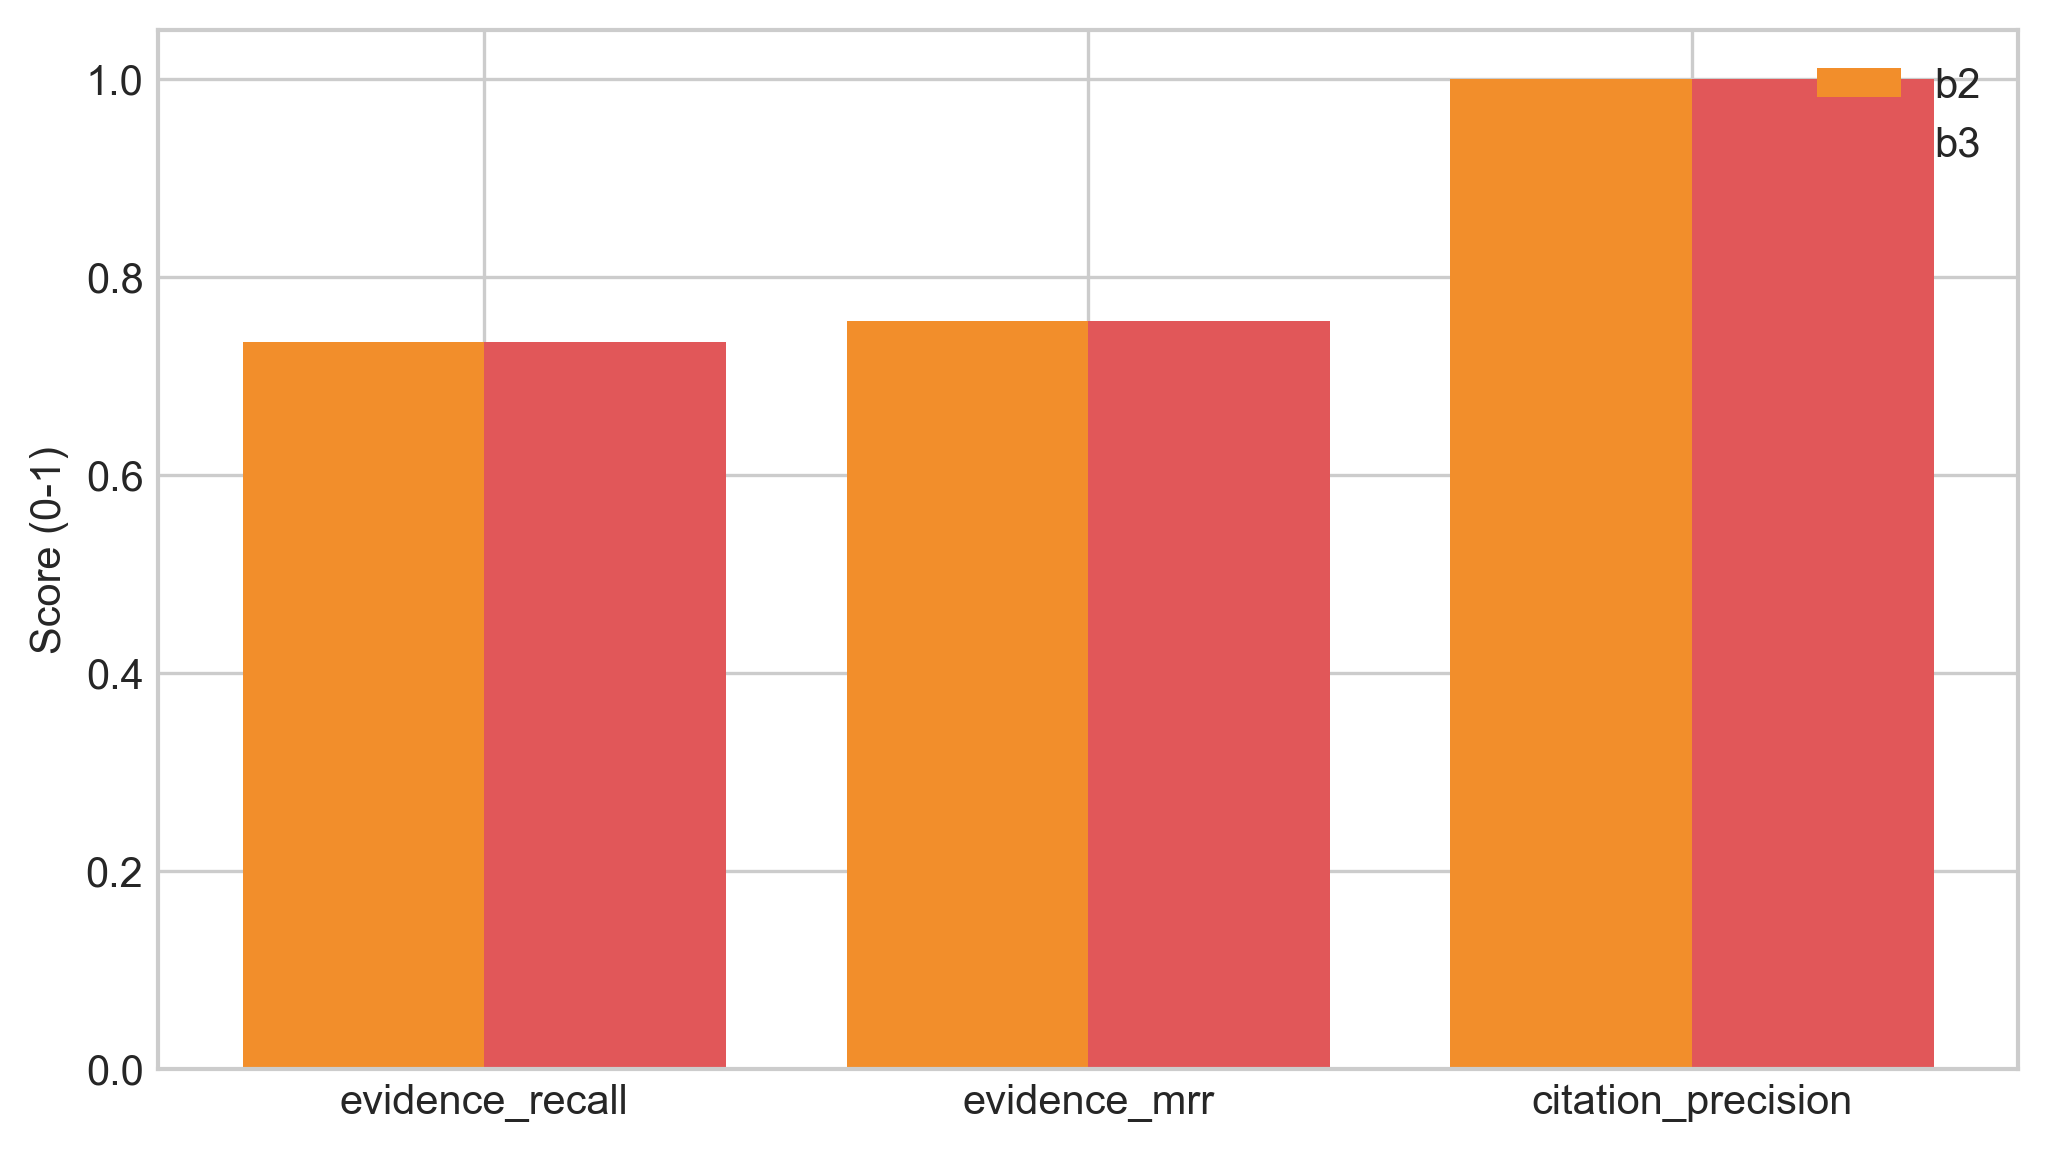 1.0
0.8
0.6
0.4
0.2
0.0
Score (0-1)
b2
b3
evidence_recall
evidence_mrr
citation_precision